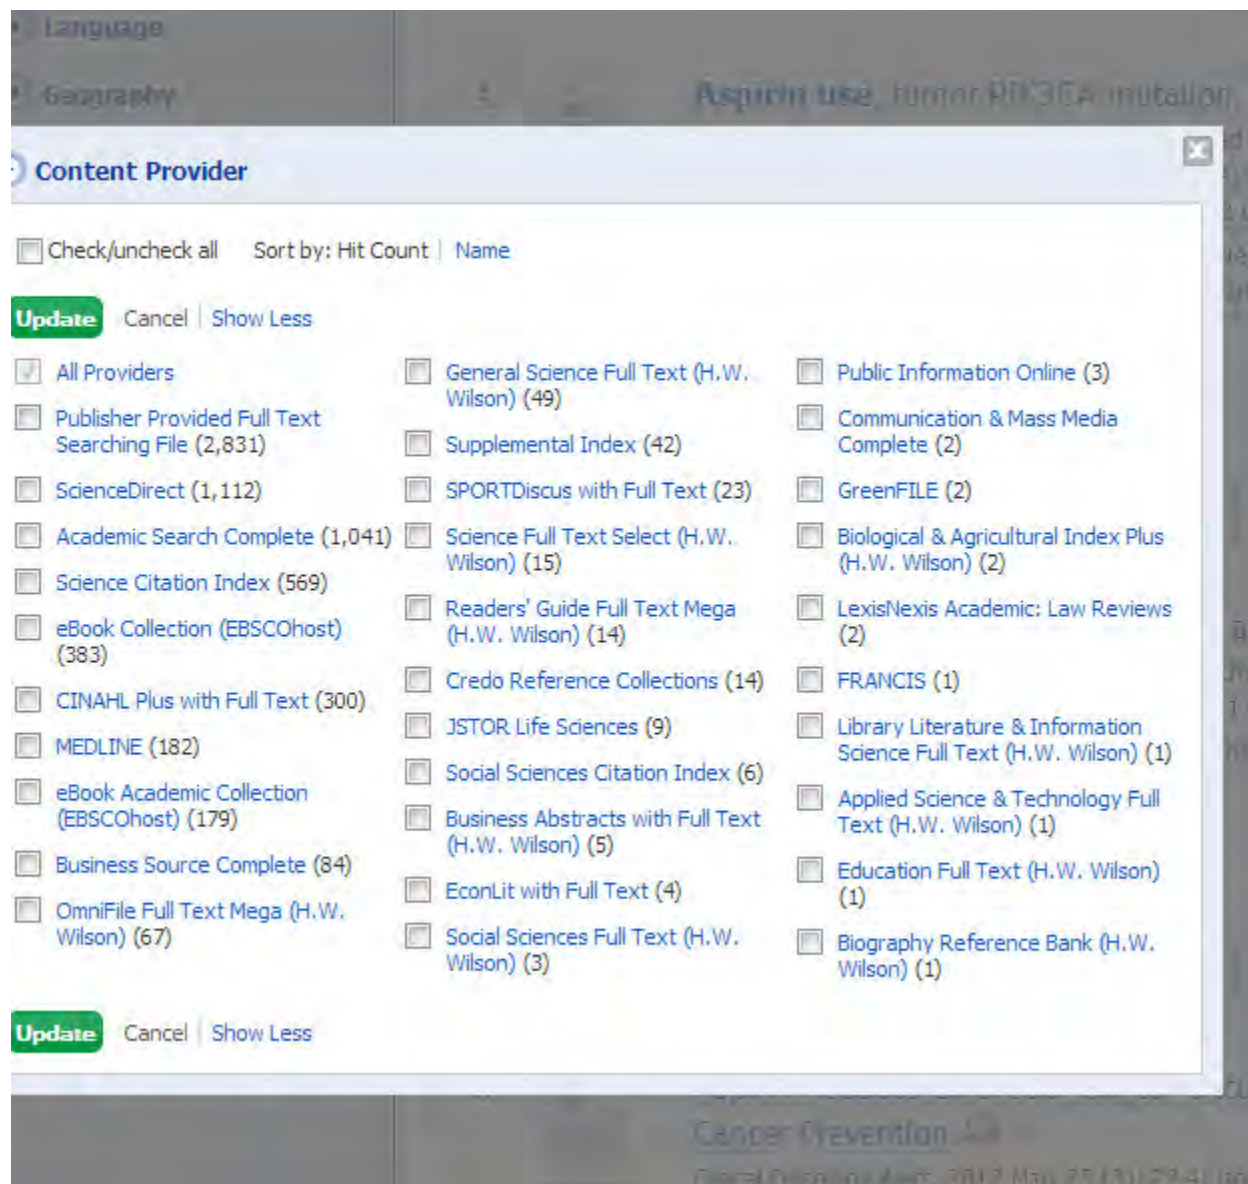 Language
Geography
Aspirin use, tumor PIK3CA mutation,
Content Provider
Check/uncheck all Sort by: Hit Count | Name
Update Cancel | Show Less
All Providers
Publisher Provided Full Text
Searching File (2,831)
ScienceDirect (1,112)
Academic Search Complete (1,041)
Science Citation Index (569)
eBook Collection (EBSCOhost)
(383)
CINAHL Plus with Full Text (300)
MEDLINE (182)
eBook Academic Collection
(EBSCOhost) (179)
Business Source Complete (84)
OmniFile Full Text Mega (H.W.
Wilson) (67)
General Science Full Text (H.W.
Wilson) (49)
Supplemental Index (42)
SPORTDiscus with Full Text (23)
Science Full Text Select (H.W.
Wilson) (15)
Readers' Guide Full Text Mega
(H.W. Wilson) (14)
Credo Reference Collections (14)
JSTOR Life Sciences (9)
Social Sciences Citation Index (6)
Business Abstracts with Full Text
(H.W. Wilson) (5)
EconLit with Full Text (4)
Social Sciences Full Text (H.W.
Wilson) (3)
Public Information Online (3)
Communication & Mass Media
Complete (2)
GreenFILE (2)
Biological & Agricultural Index Plus
(H.W. Wilson) (2)
LexisNexis Academic: Law Reviews
(2)
FRANCIS (1)
Library Literature & Information
Science Full Text (H.W. Wilson) (1)
Applied Science & Technology Full
Text (H.W. Wilson) (1)
Education Full Text (H.W. Wilson)
(1)
Biography Reference Bank (H.W.
Wilson) (1)
Update Cancel | Show Less
Cancer Prevention